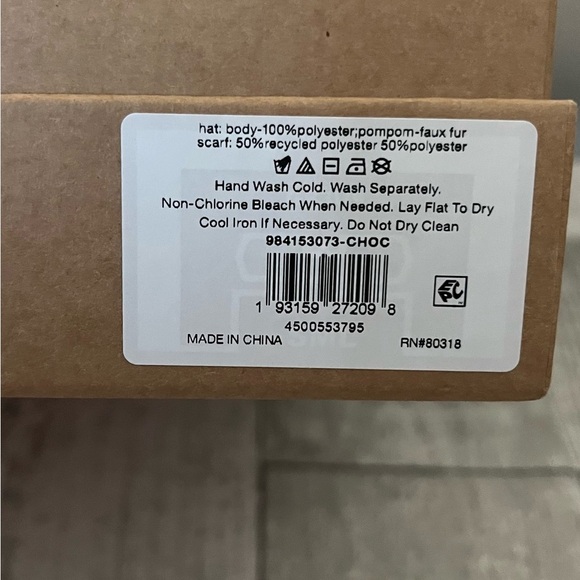 hat: body-100%polyester;pompom-faux fur
scarf: 50%recycled polyester 50%polyester
Hand Wash Cold. Wash Separately.
Non-Chlorine Bleach When Needed. Lay Flat To Dry
Cool Iron If Necessary. Do Not Dry Clean
984153073-CHOC
1 93159 27209 8
4500553795
EPC
MADE IN CHINA
RN#80318